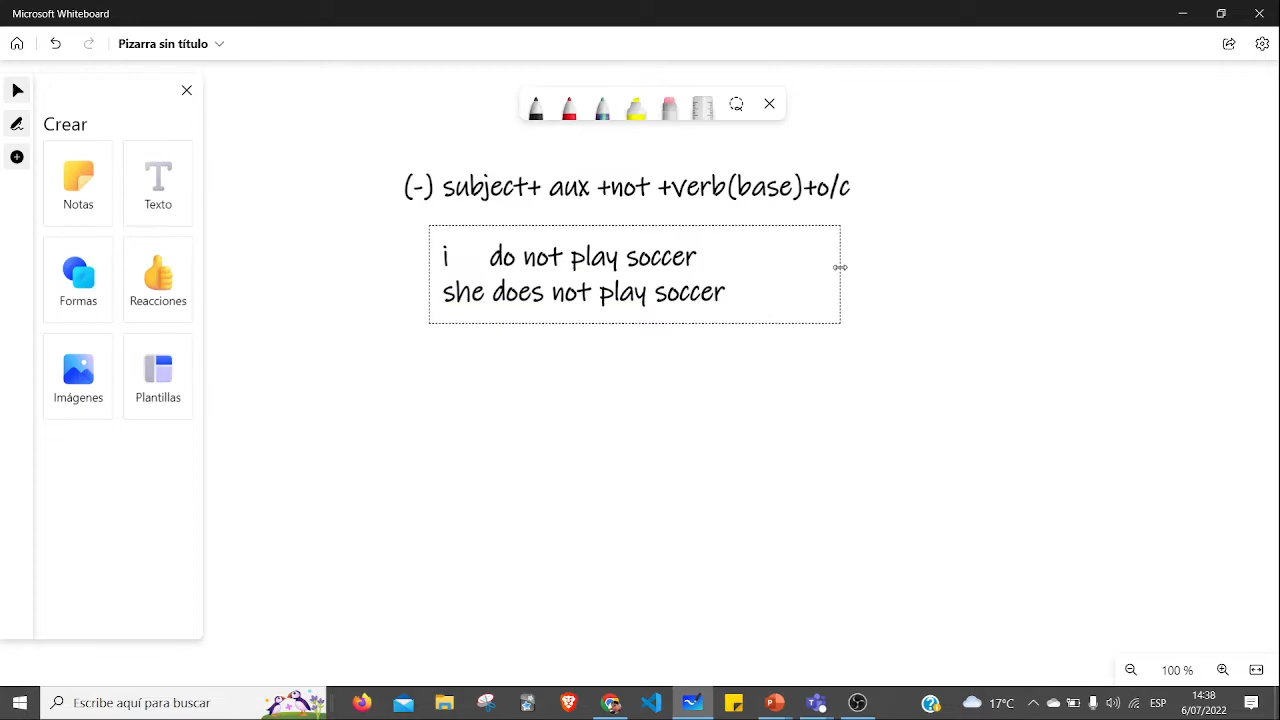 Microsoft Whiteboard
Pizarra sin título
Crear
Notas
Texto
Formas
Reacciones
Imágenes
Plantillas
(-) subject+ aux +not +verb(base)+o/c
i do not play soccer
she does not play soccer
100 %
Escribe aquí para buscar
17°C
ESP
14:38
6/07/2022